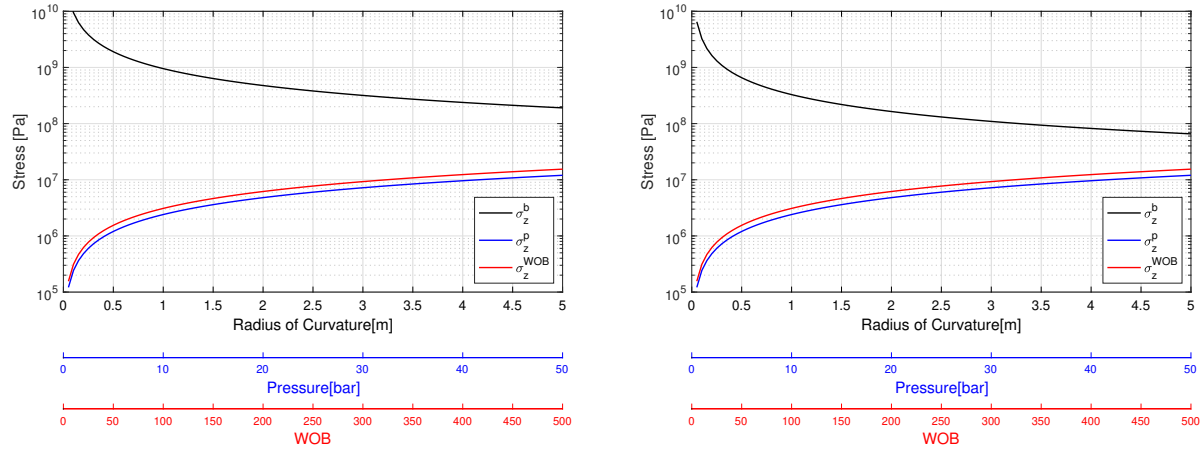 10^10
10^9
10^8
10^7
10^6
10^5
Stress [Pa]
σ_z^b
σ_z^p
σ_z^WOB
0 0.5 1 1.5 2 2.5 3 3.5 4 4.5 5
Radius of Curvature[m]
0 10 20 30 40 50
Pressure[bar]
0 50 100 150 200 250 300 350 400 450 500
WOB
10^10
10^9
10^8
10^7
10^6
10^5
Stress [Pa]
σ_z^b
σ_z^p
σ_z^WOB
0 0.5 1 1.5 2 2.5 3 3.5 4 4.5 5
Radius of Curvature[m]
0 10 20 30 40 50
Pressure[bar]
0 50 100 150 200 250 300 350 400 450 500
WOB